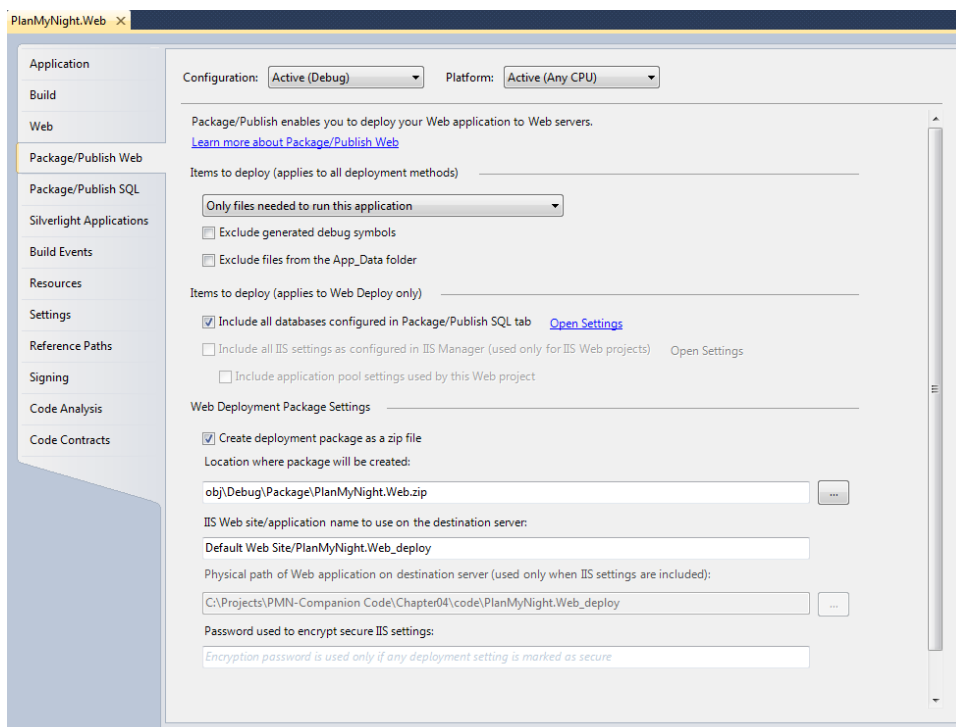 PlanMyNight.Web
Application
Build
Web
Package/Publish Web
Package/Publish SQL
Silverlight Applications
Build Events
Resources
Settings
Reference Paths
Signing
Code Analysis
Code Contracts
Configuration: Active (Debug) Platform: Active (Any CPU)
Package/Publish enables you to deploy your Web application to Web servers.
Learn more about Package/Publish Web
Items to deploy (applies to all deployment methods)
Only files needed to run this application
Exclude generated debug symbols
Exclude files from the App_Data folder
Items to deploy (applies to Web Deploy only)
Include all databases configured in Package/Publish SQL tab Open Settings
Include all IIS settings as configured in IIS Manager (used only for IIS Web projects) Open Settings
Include application pool settings used by this Web project
Web Deployment Package Settings
Create deployment package as a zip file
Location where package will be created:
obj\Debug\Package\PlanMyNight.Web.zip ...
IIS Web site/application name to use on the destination server:
Default Web Site/PlanMyNight.Web_deploy
Physical path of Web application on destination server (used only when IIS settings are included):
C:\Projects\PMN-Companion Code\Chapter04\code\PlanMyNight.Web_deploy ...
Password used to encrypt secure IIS settings:
Encryption password is used only if any deployment setting is marked as secure